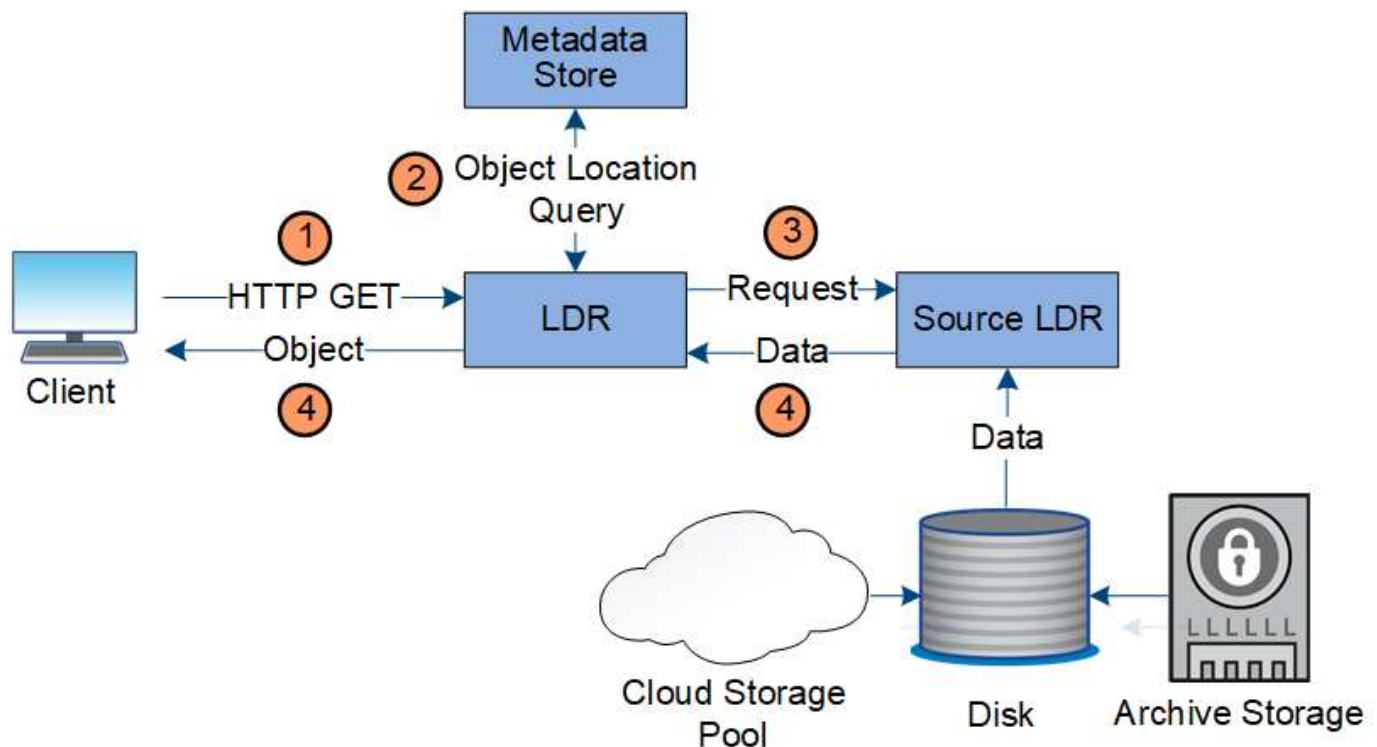 Metadata
Store
2
Object Location
Query
1
3
HTTP GET
LDR
Request
Source LDR
Object
Data
Client
4
4
Data
LLLLLL
Cloud Storage
Pool
Disk
Archive Storage